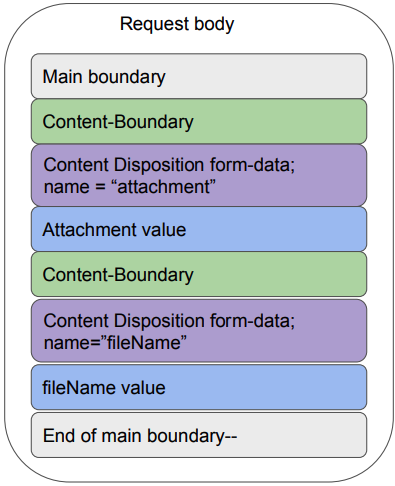 Request body
Main boundary
Content-Boundary
Content Disposition form-data;
name = “attachment”
Attachment value
Content-Boundary
Content Disposition form-data;
name=”fileName”
fileName value
End of main boundary--